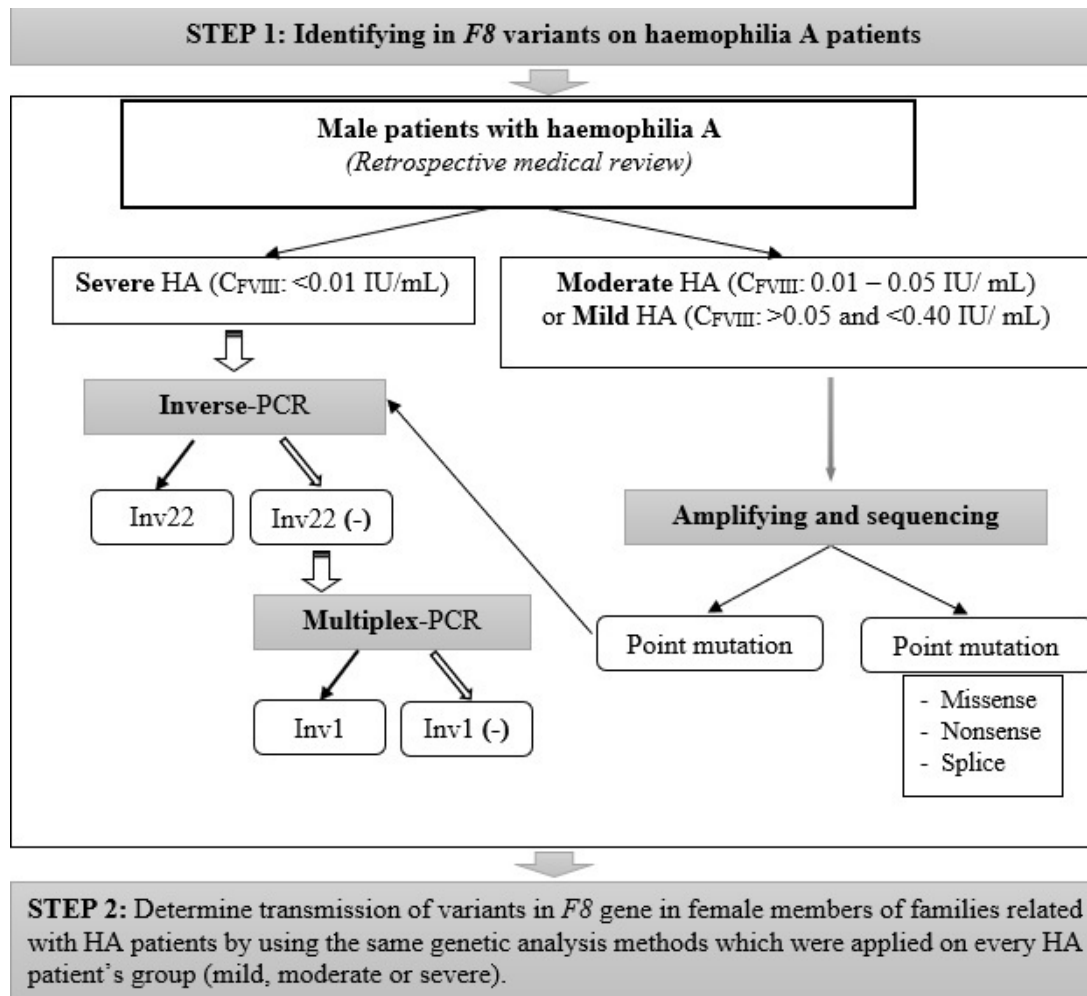 STEP 1: Identifying in F8 variants on haemophilia A patients
Male patients with haemophilia A
(Retrospective medical review)
Severe HA (CFVIII: <0.01 IU/mL)
Moderate HA (CFVIII: 0.01 – 0.05 IU/ mL)
or Mild HA (CFVIII: >0.05 and <0.40 IU/ mL)
Inverse-PCR
Inv22
Inv22 (-)
Amplifying and sequencing
Multiplex-PCR
Point mutation
Point mutation
- Missense
- Nonsense
- Splice
Inv1
Inv1 (-)
STEP 2: Determine transmission of variants in F8 gene in female members of families related
with HA patients by using the same genetic analysis methods which were applied on every HA
patient’s group (mild, moderate or severe).